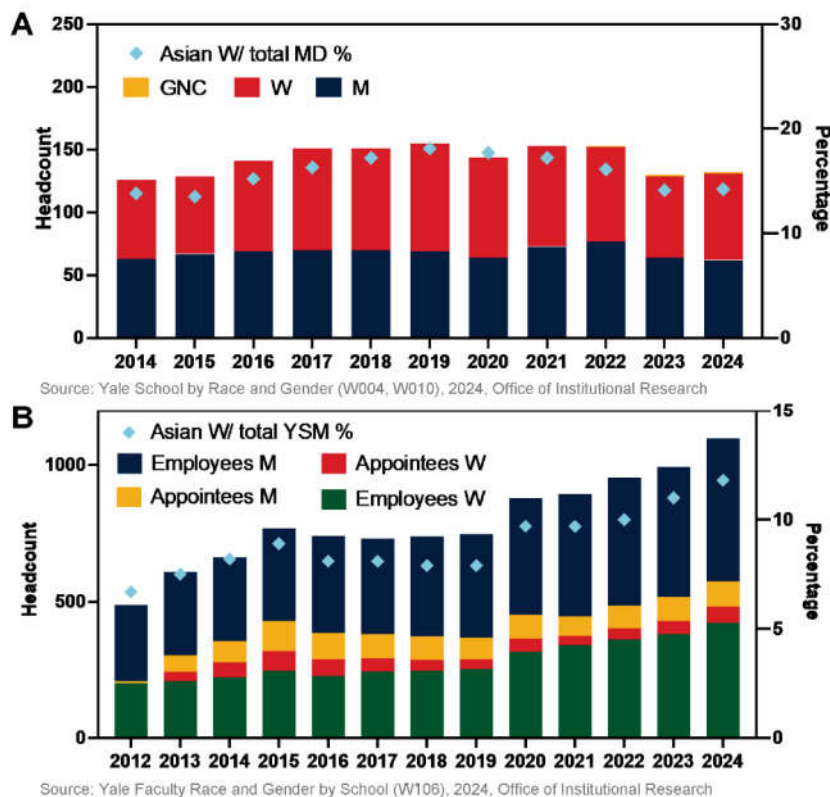 A
250
200
150
100
50
0
Headcount
Asian W/ total MD %
GNC W M
30
20
10
0
Percentage
2014 2015 2016 2017 2018 2019 2020 2021 2022 2023 2024
Source: Yale School by Race and Gender (W004, W010), 2024, Office of Institutional Research
B
1000
500
0
Headcount
Asian W/ total YSM %
Employees M Appointees W
Appointees M Employees W
15
10
5
0
Percentage
2012 2013 2014 2015 2016 2017 2018 2019 2020 2021 2022 2023 2024
Source: Yale Faculty Race and Gender by School (W106), 2024, Office of Institutional Research